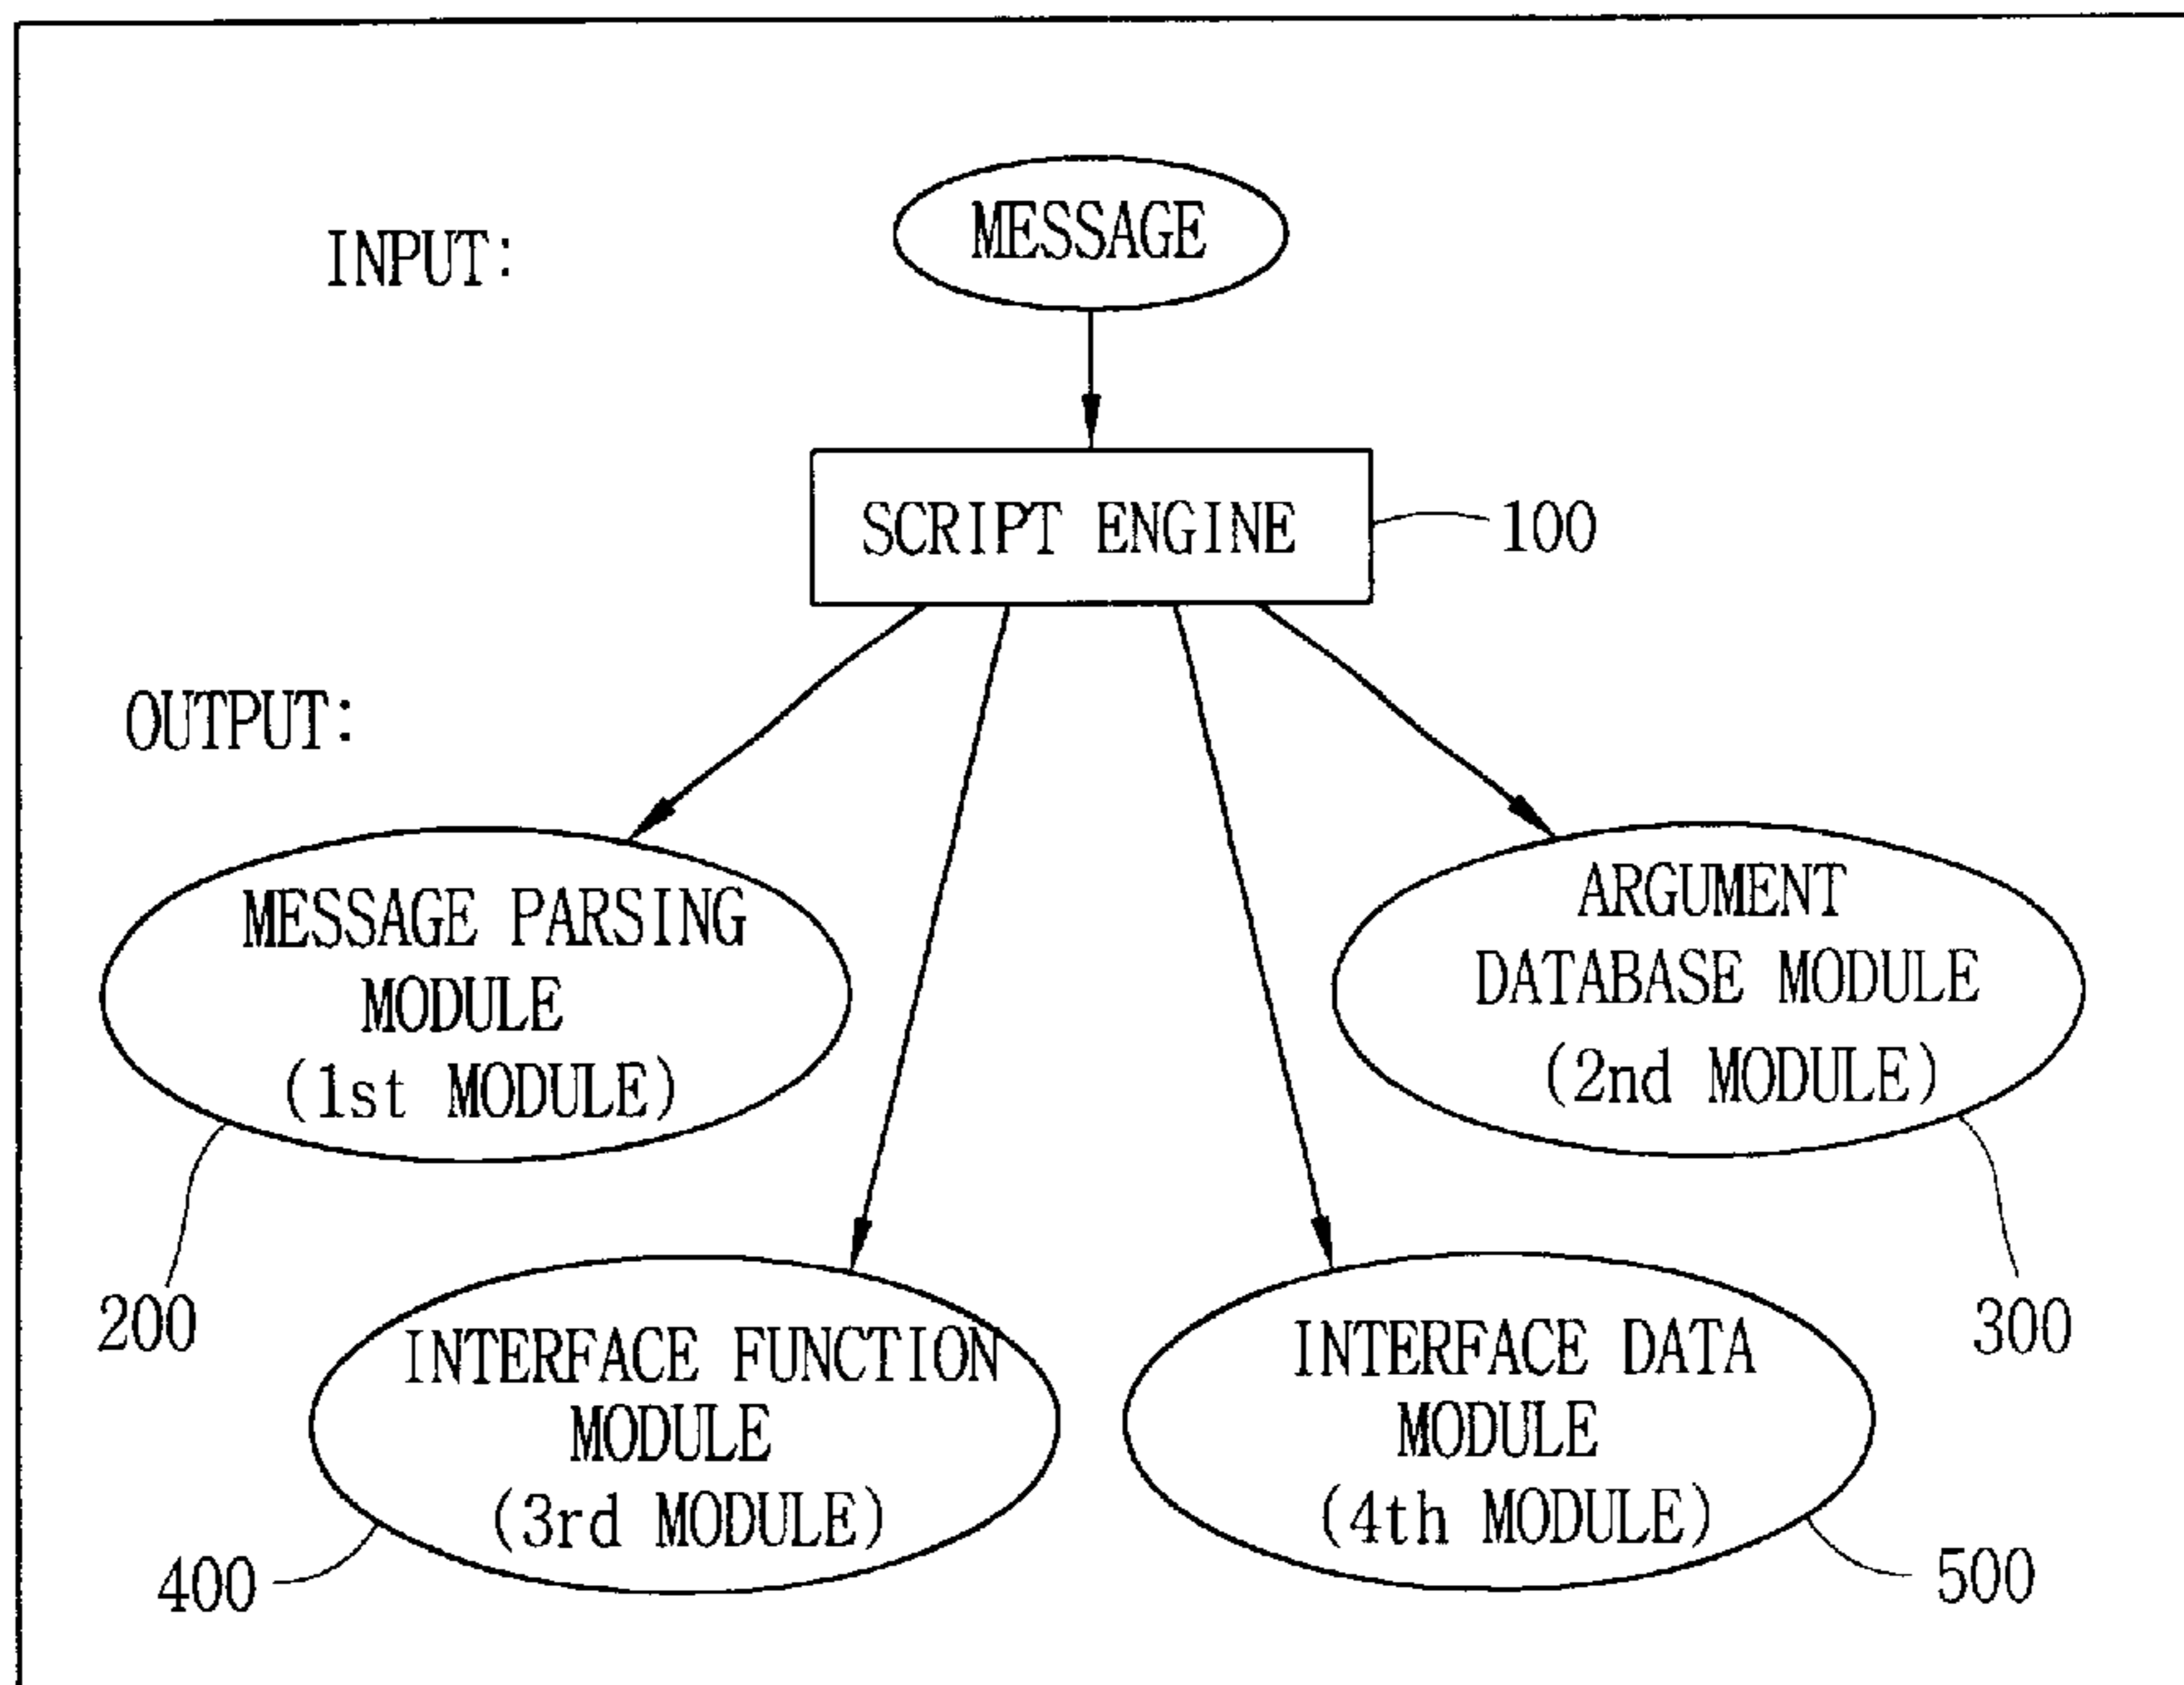 INPUT:
MESSAGE
SCRIPT ENGINE
100
OUTPUT:
MESSAGE PARSING
MODULE
(1st MODULE)
200
ARGUMENT
DATABASE MODULE
(2nd MODULE)
300
INTERFACE FUNCTION
MODULE
(3rd MODULE)
400
INTERFACE DATA
MODULE
(4th MODULE)
500